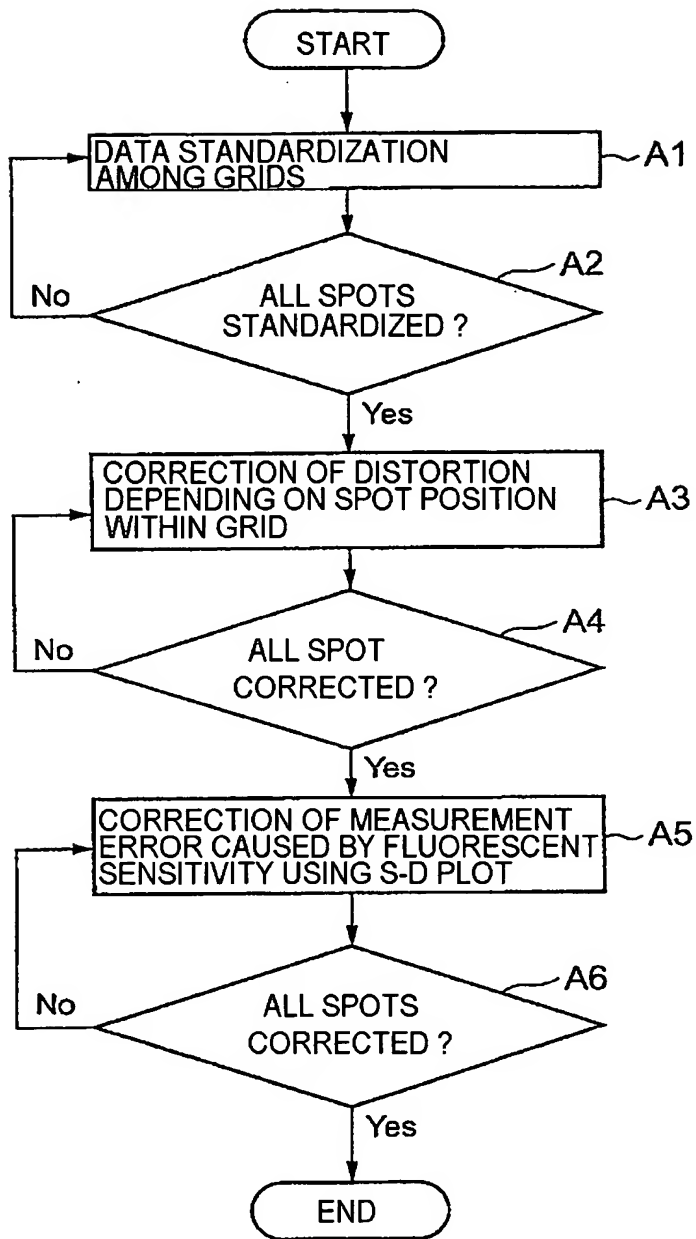 START
DATA STANDARDIZATION
AMONG GRIDS
A1
A2
ALL SPOTS
STANDARDIZED ?
No
Yes
CORRECTION OF DISTORTION
DEPENDING ON SPOT POSITION
WITHIN GRID
A3
A4
ALL SPOT
CORRECTED ?
No
Yes
CORRECTION OF MEASUREMENT
ERROR CAUSED BY FLUORESCENT
SENSITIVITY USING S-D PLOT
A5
A6
ALL SPOTS
CORRECTED ?
No
Yes
END